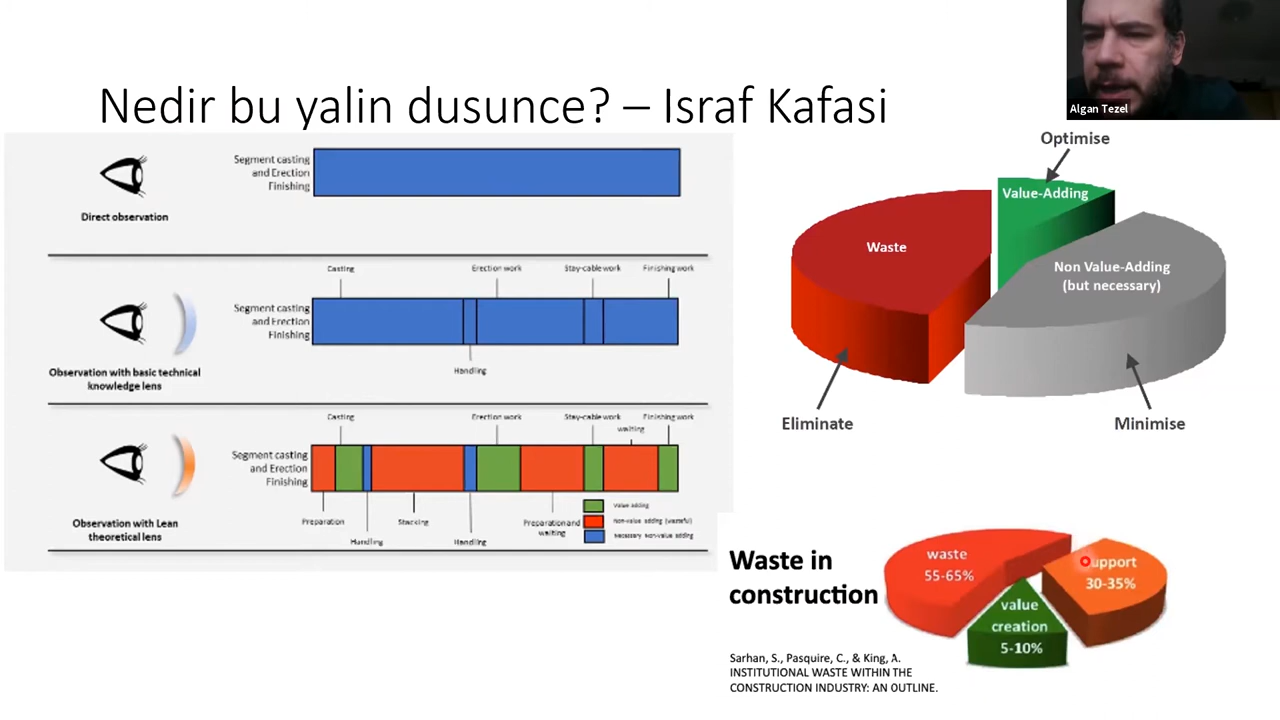 Algan Tezel
Nedir bu yalin dusunce? – Israf Kafasi
Direct observation
Segment casting
and Erection
Finishing
Observation with basic technical
knowledge lens
Segment casting
and Erection
Finishing
Casting
Erection work
Stay-cable work
Finishing work
Handling
Observation with Lean
theoretical lens
Segment casting
and Erection
Finishing
Casting
Erection work
Stay-cable work
waiting
Finishing work
Preparation
Handling
Stacking
Handling
Preparation and
waiting
Value adding
Non-value adding (wasteful)
Necessary Non-value adding
Optimise
Value-Adding
Waste
Non Value-Adding
(but necessary)
Eliminate
Minimise
Waste in
construction
waste
55-65%
support
30-35%
value
creation
5-10%
Sarhan, S., Pasquire, C., & King, A.
INSTITUTIONAL WASTE WITHIN THE
CONSTRUCTION INDUSTRY: AN OUTLINE.